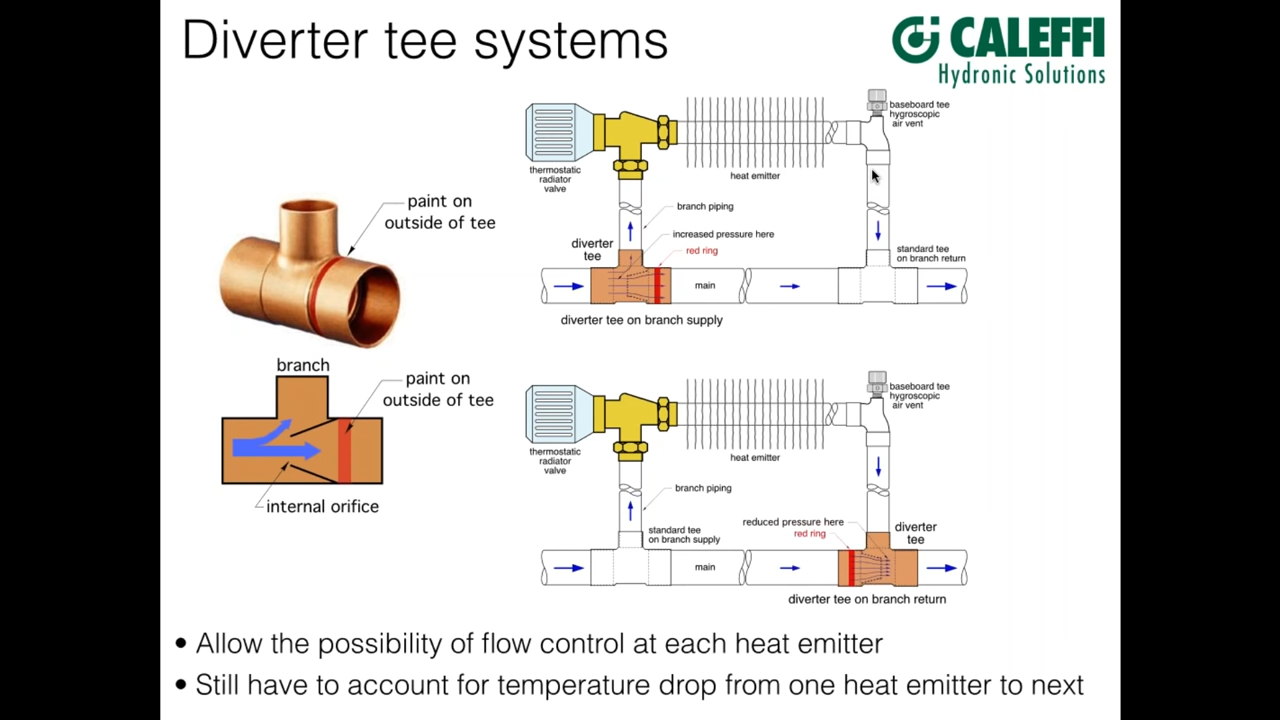 Diverter tee systems
CALEFFI
Hydronic Solutions
paint on
outside of tee
branch
paint on
outside of tee
internal orifice
baseboard tee
hygroscopic
air vent
thermostatic
radiator
valve
heat emitter
branch piping
increased pressure here
diverter
tee
red ring
standard tee
on branch return
main
diverter tee on branch supply
baseboard tee
hygroscopic
air vent
thermostatic
radiator
valve
heat emitter
branch piping
standard tee
on branch supply
reduced pressure here
red ring
diverter
tee
main
diverter tee on branch return
• Allow the possibility of flow control at each heat emitter
• Still have to account for temperature drop from one heat emitter to next